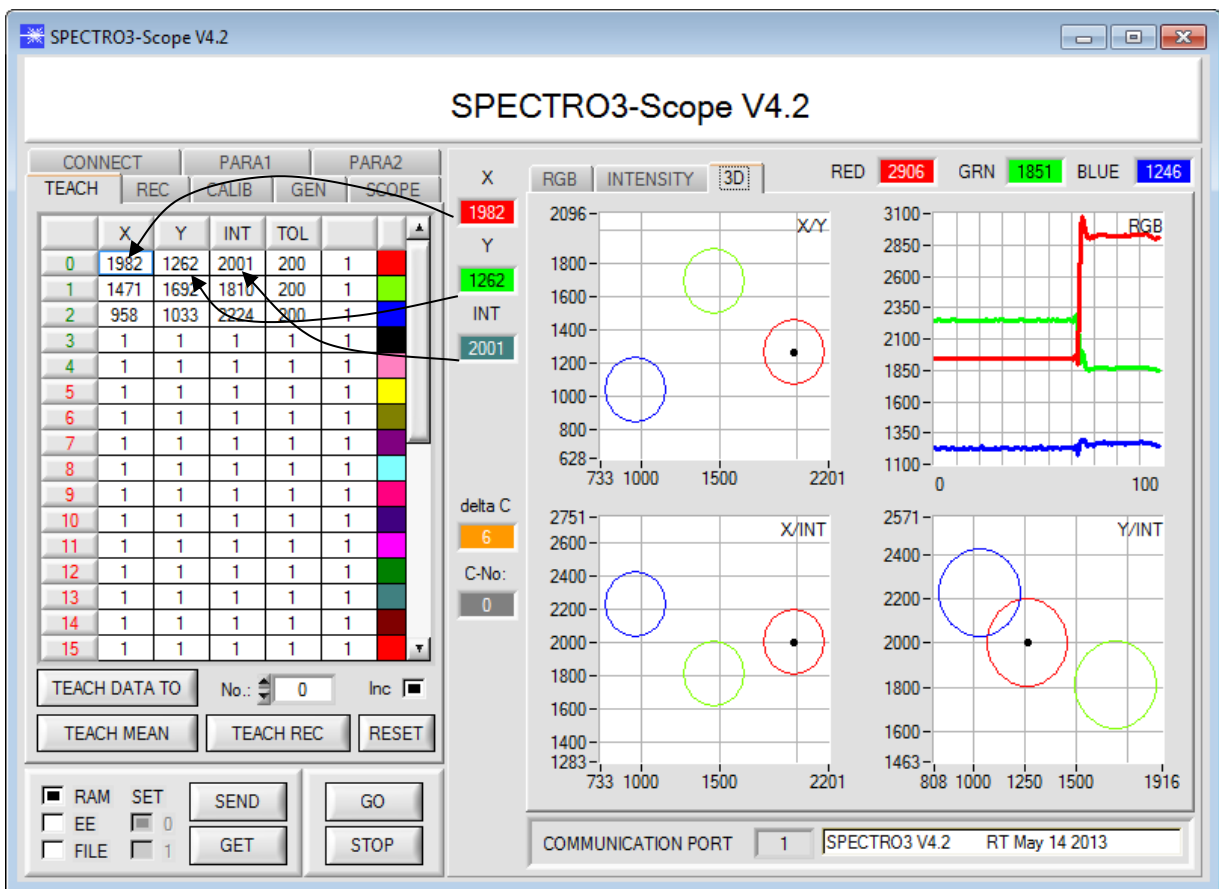 SPECTRO3-Scope V4.2
SPECTRO3-Scope V4.2
CONNECT PARA1 PARA2
TEACH REC CALIB GEN SCOPE
X Y INT TOL
0 1982 1262 2001 200 1
1 1471 1692 1810 200 1
2 958 1033 2224 200 1
3 1 1 1 1 1
4 1 1 1 1 1
5 1 1 1 1 1
6 1 1 1 1 1
7 1 1 1 1 1
8 1 1 1 1 1
9 1 1 1 1 1
10 1 1 1 1 1
11 1 1 1 1 1
12 1 1 1 1 1
13 1 1 1 1 1
14 1 1 1 1 1
15 1 1 1 1 1
TEACH DATA TO No.: 0 Inc
TEACH MEAN TEACH REC RESET
RAM SET SEND GO
EE 0
FILE 1 GET STOP
X
1982
Y
1262
INT
2001
delta C
6
C-No:
0
RGB INTENSITY 3D RED 2906 GRN 1851 BLUE 1246
X/Y
2096
1800
1600
1400
1200
1000
800
628
733 1000 1500 2201
RGB
3100
2850
2600
2350
2100
1850
1600
1350
1100
0 100
X/INT
2751
2600
2400
2200
2000
1800
1600
1400
1283
733 1000 1500 2201
Y/INT
2571
2400
2200
2000
1800
1600
1463
808 1000 1250 1500 1916
COMMUNICATION PORT 1 SPECTRO3 V4.2 RT May 14 2013